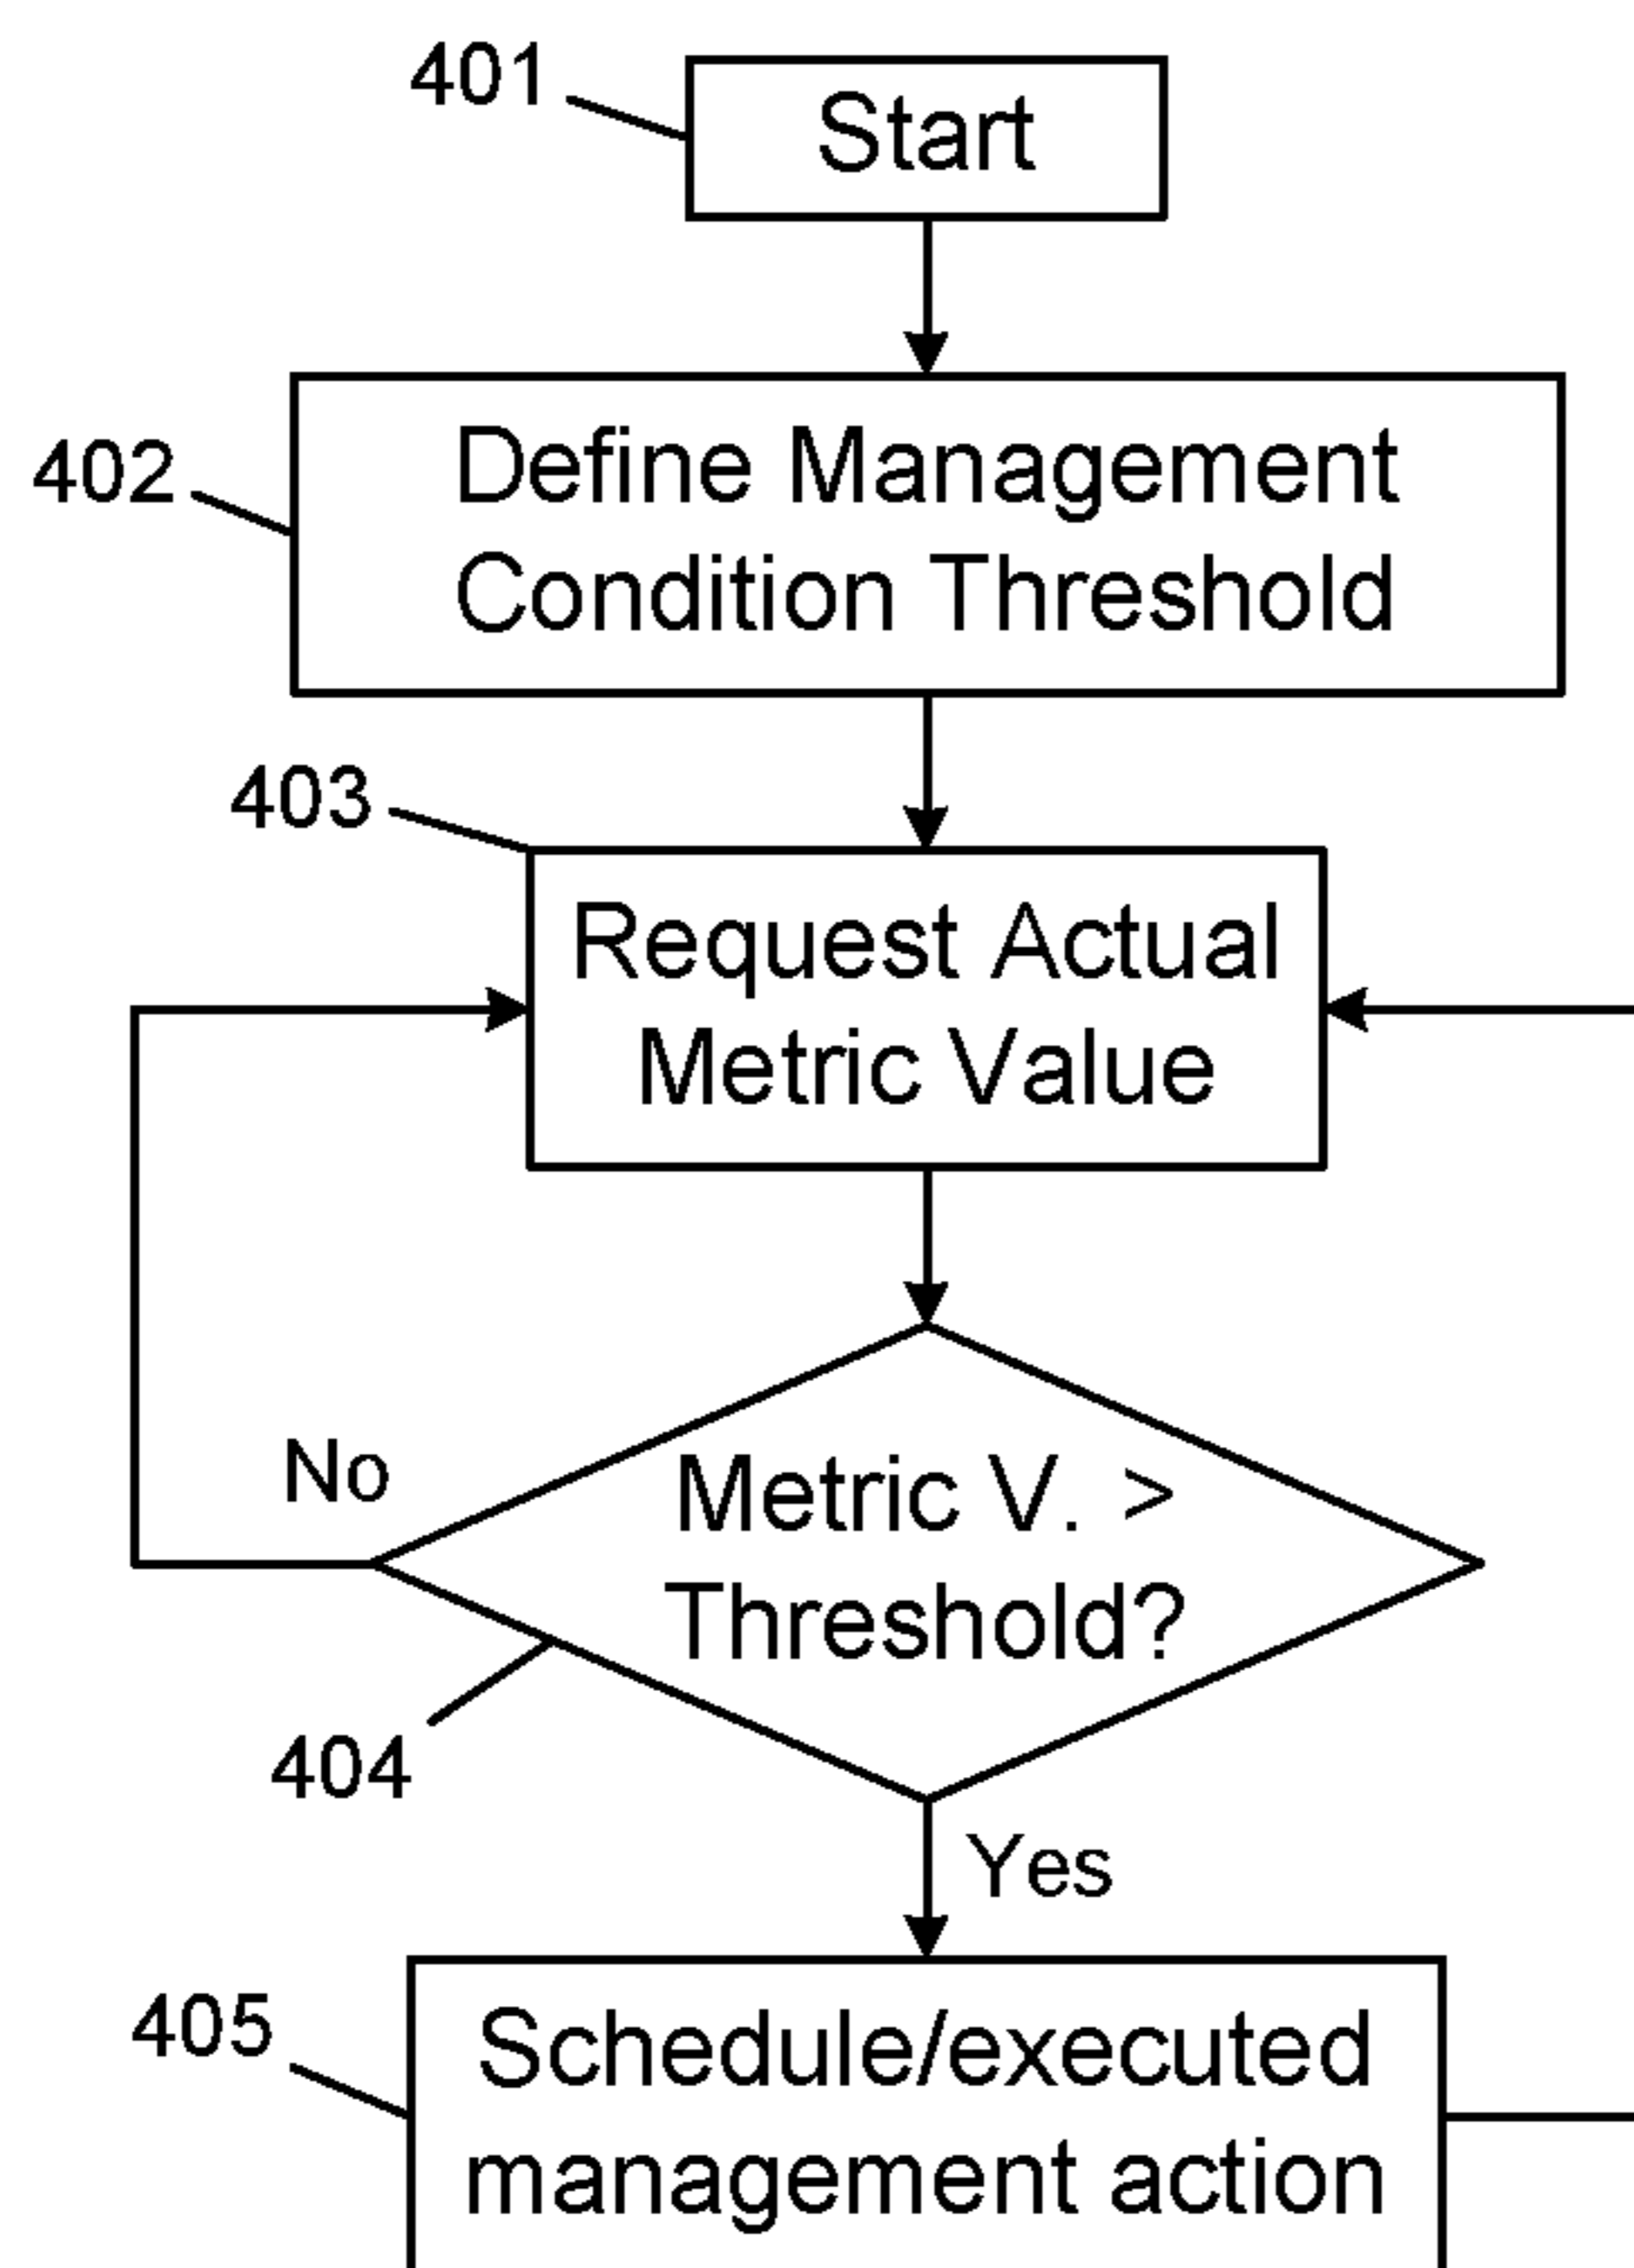 401
Start
402
Define Management
Condition Threshold
403
Request Actual
Metric Value
No
Metric V. >
Threshold?
404
Yes
405
Schedule/executed
management action